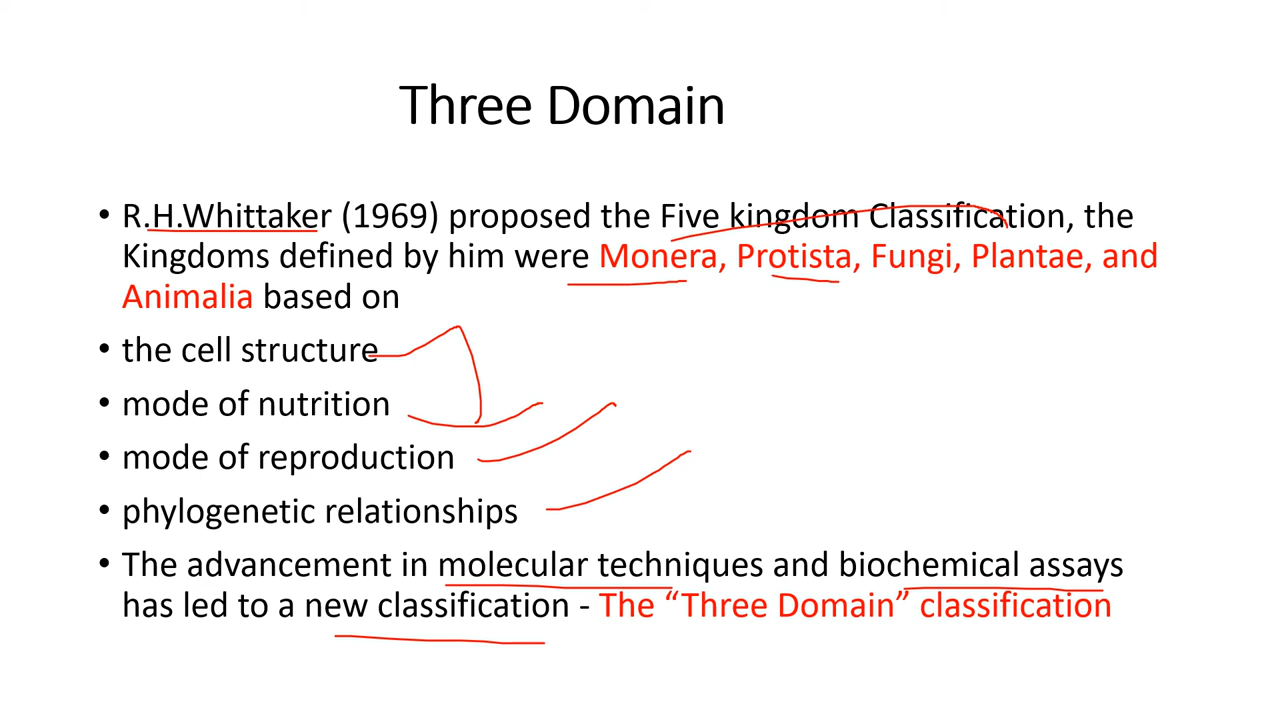 Three Domain
• R.H.Whittaker (1969) proposed the Five kingdom Classification, the
Kingdoms defined by him were Monera, Protista, Fungi, Plantae, and
Animalia based on
• the cell structure
• mode of nutrition
• mode of reproduction
• phylogenetic relationships
• The advancement in molecular techniques and biochemical assays
has led to a new classification - The “Three Domain” classification